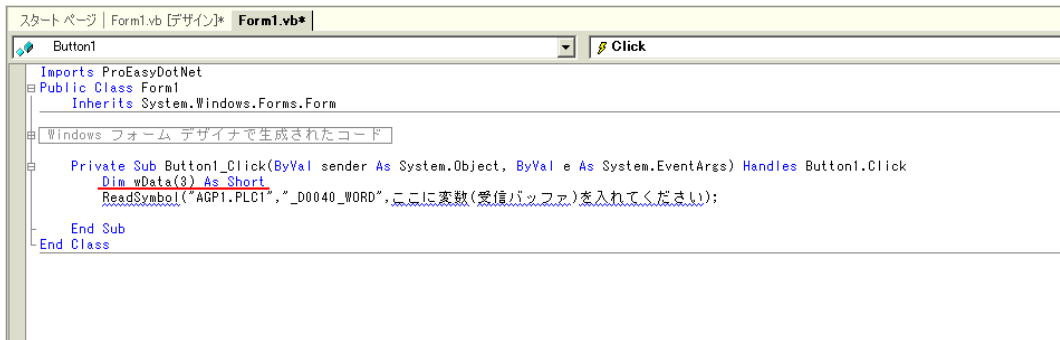 スタート ページ | Form1.vb [デザイン]* Form1.vb*
Button1 Click
Imports ProEasyDotNet
Public Class Form1
Inherits System.Windows.Forms.Form
Windows フォーム デザイナで生成されたコード
Private Sub Button1_Click(ByVal sender As System.Object, ByVal e As System.EventArgs) Handles Button1.Click
Dim wData(3) As Short
ReadSymbol("AGP1.PLC1","_D0040_WORD",ここに変数(受信バッファ)を入れてください);
End Sub
End Class